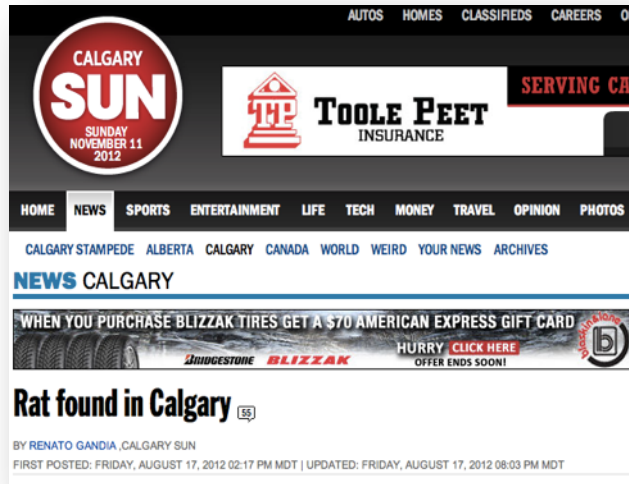 AUTOS HOMES CLASSIFIEDS CAREERS
CALGARY
SUN
SUNDAY
NOVEMBER 11
2012
TP
TOOLE PEET
INSURANCE
SERVING CA
HOME NEWS SPORTS ENTERTAINMENT LIFE TECH MONEY TRAVEL OPINION PHOTOS
CALGARY STAMPEDE ALBERTA CALGARY CANADA WORLD WEIRD YOUR NEWS ARCHIVES
NEWS CALGARY
WHEN YOU PURCHASE BLIZZAK TIRES GET A $70 AMERICAN EXPRESS GIFT CARD
BRIDGESTONE BLIZZAK
HURRY CLICK HERE
OFFER ENDS SOON!
blaskin&lane
b
Rat found in Calgary 55
BY RENATO GANDIA ,CALGARY SUN
FIRST POSTED: FRIDAY, AUGUST 17, 2012 02:17 PM MDT | UPDATED: FRIDAY, AUGUST 17, 2012 08:03 PM MDT